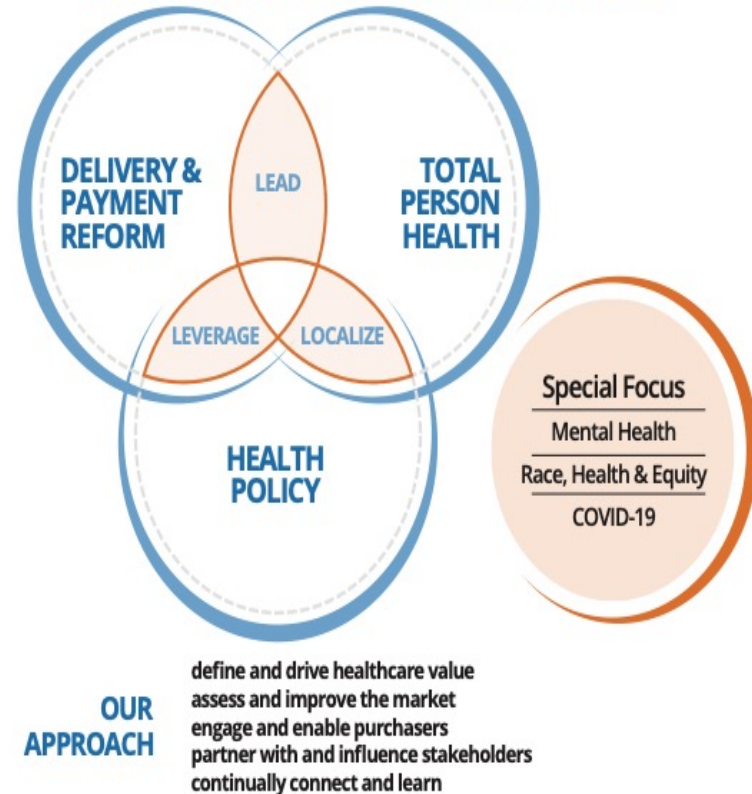 DELIVERY &
PAYMENT
REFORM
LEAD
TOTAL
PERSON
HEALTH
LEVERAGE
LOCALIZE
HEALTH
POLICY
Special Focus
Mental Health
Race, Health & Equity
COVID-19
OUR
APPROACH
define and drive healthcare value
assess and improve the market
engage and enable purchasers
partner with and influence stakeholders
continually connect and learn